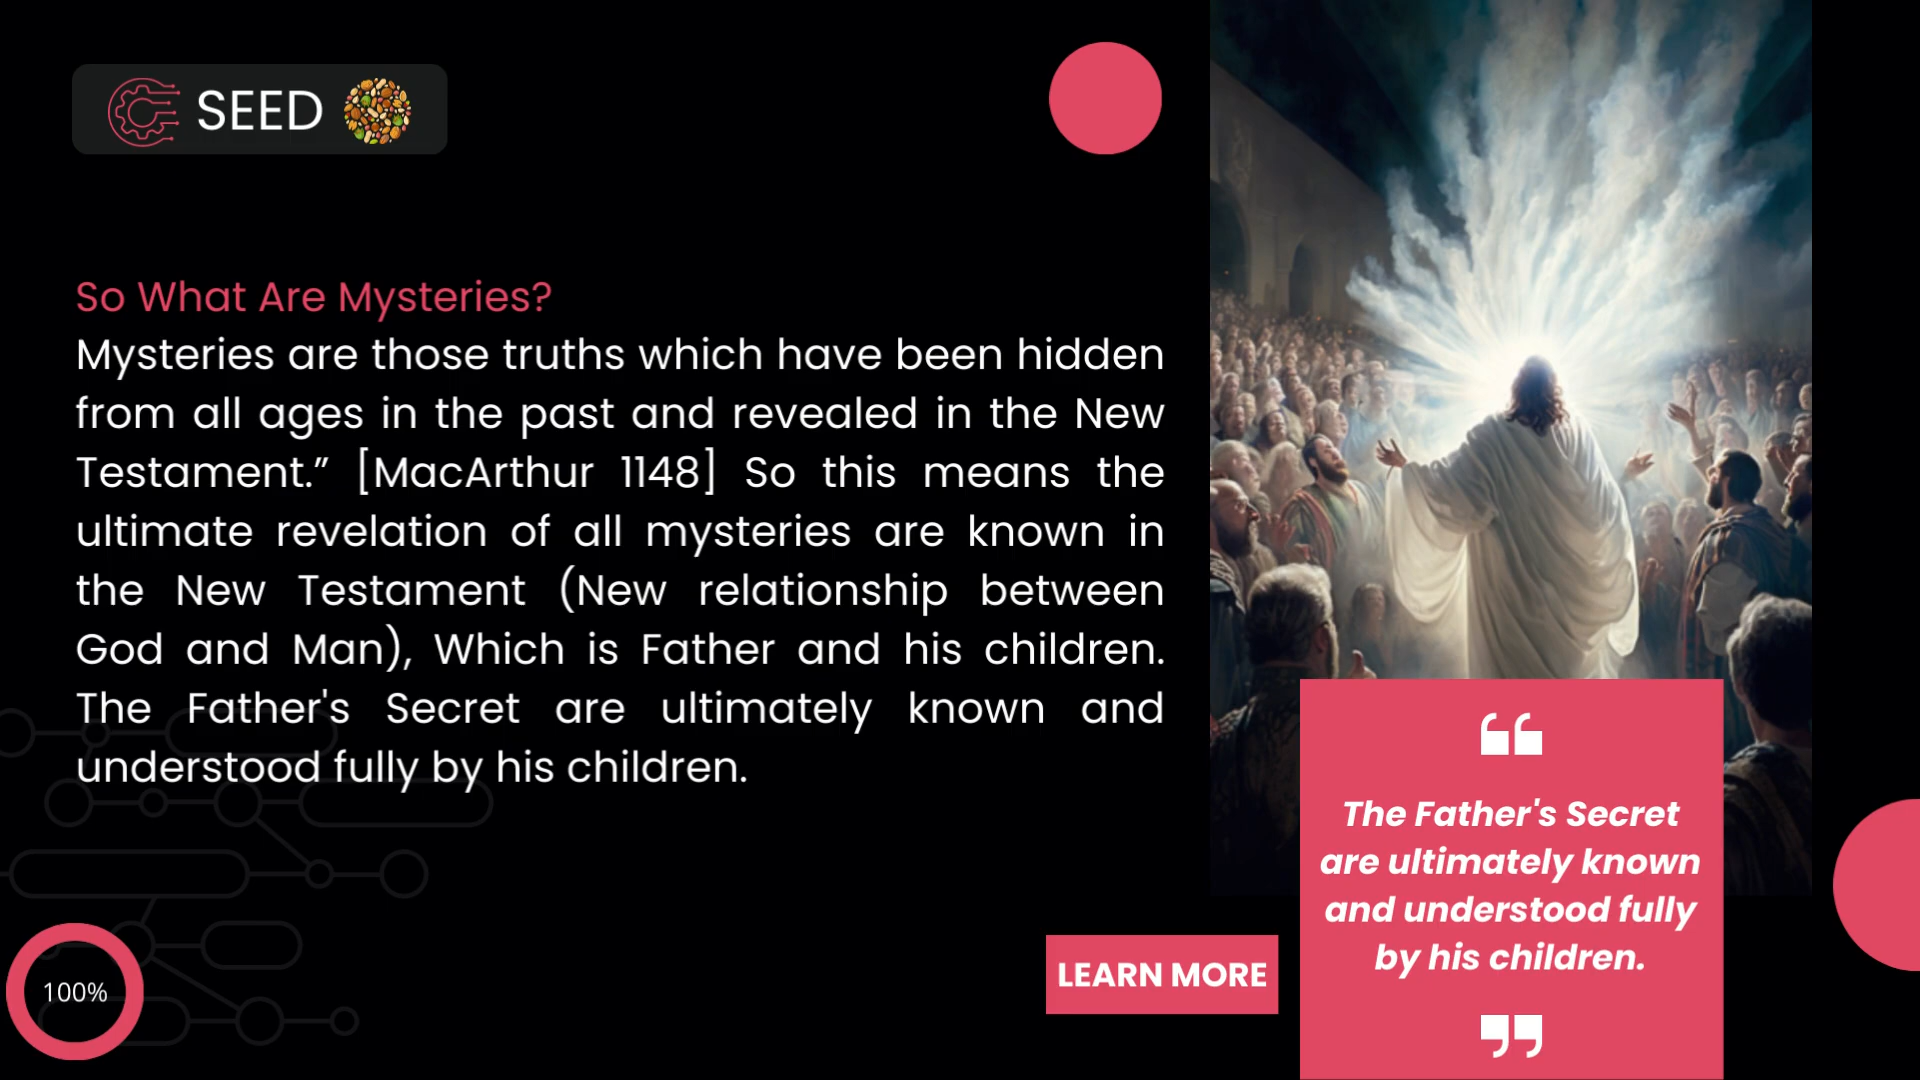 SEED
So What Are Mysteries?
Mysteries are those truths which have been hidden
from all ages in the past and revealed in the New
Testament.” [MacArthur 1148] So this means the
ultimate revelation of all mysteries are known in
the New Testament (New relationship between
God and Man), Which is Father and his children.
The Father's Secret are ultimately known and
understood fully by his children.
“
The Father's Secret
are ultimately known
and understood fully
by his children.
”
LEARN MORE
100%